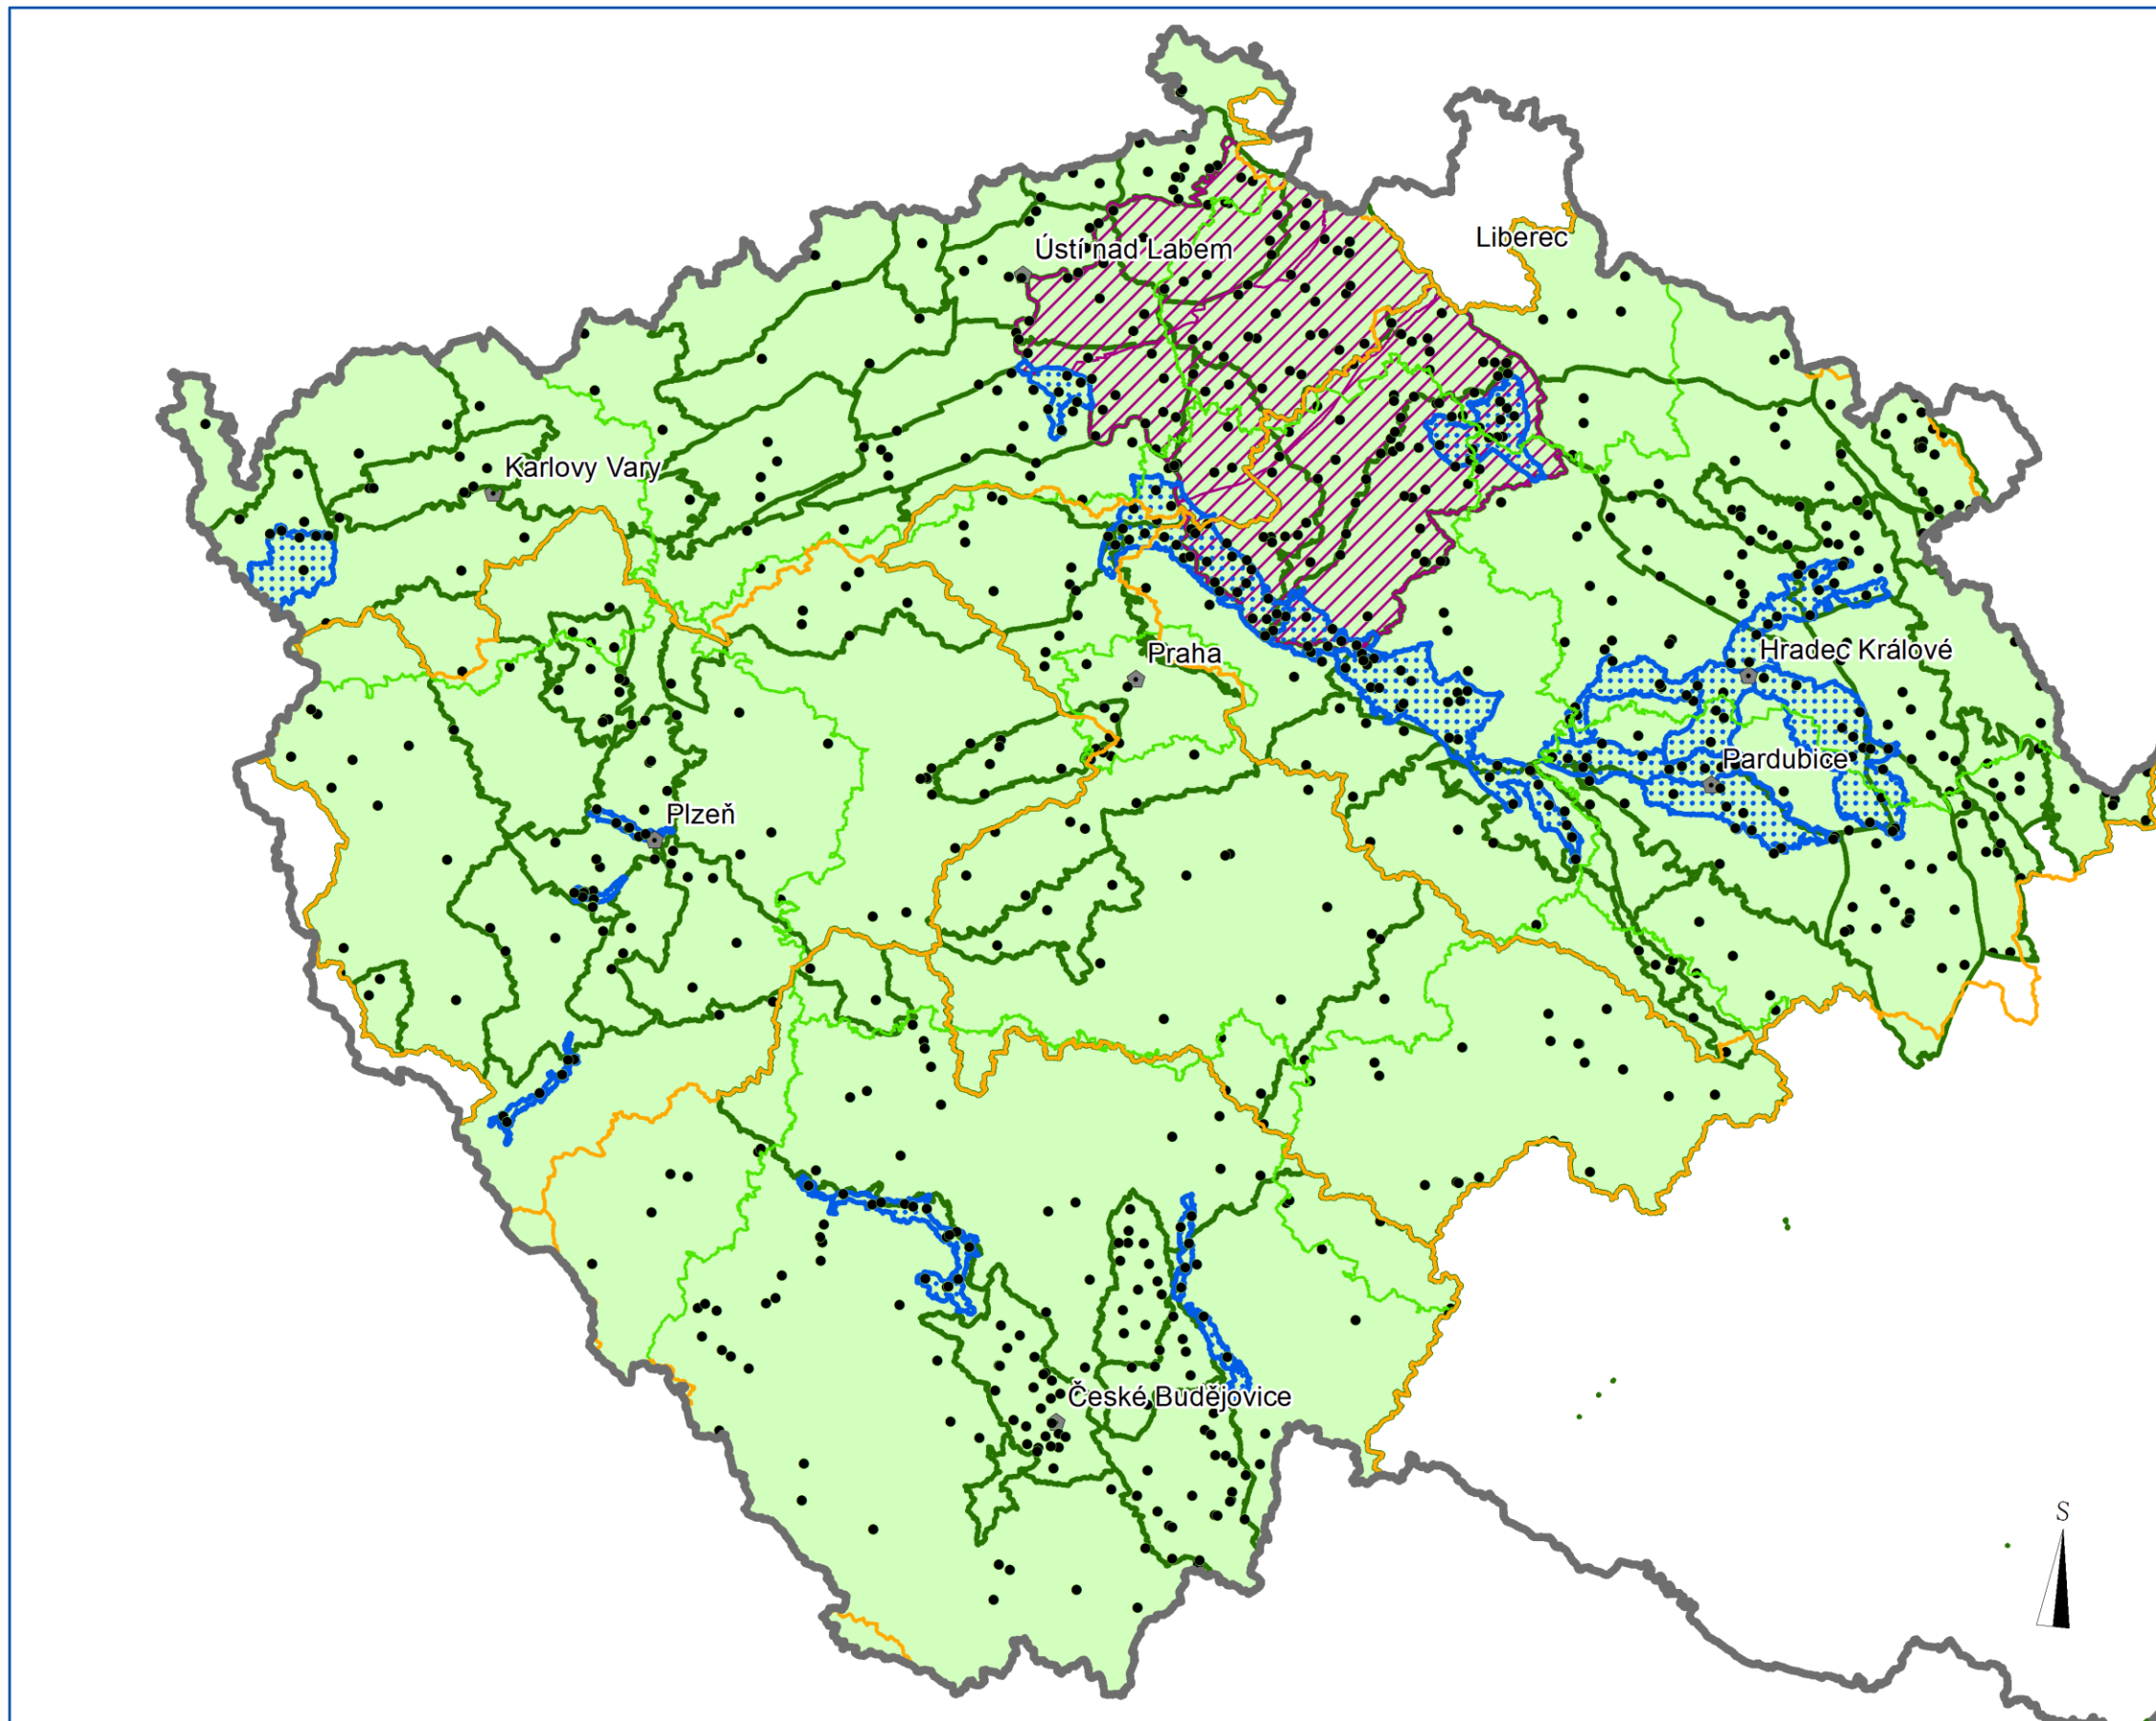 Ústí nad Labem
Liberec
Karlovy Vary
Praha
Hradec Králové
Pardubice
Plzeň
České Budějovice
S